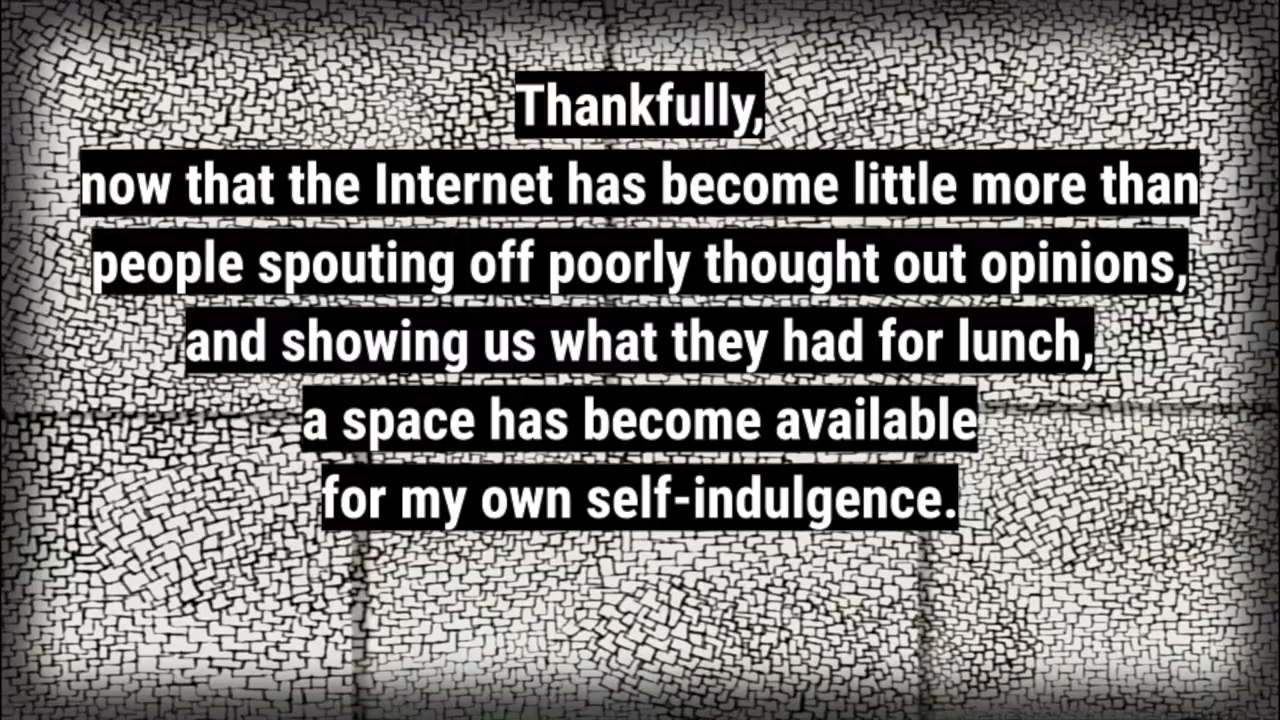 Thankfully,
now that the Internet has become little more than
people spouting off poorly thought out opinions,
and showing us what they had for lunch,
a space has become available
for my own self-indulgence.